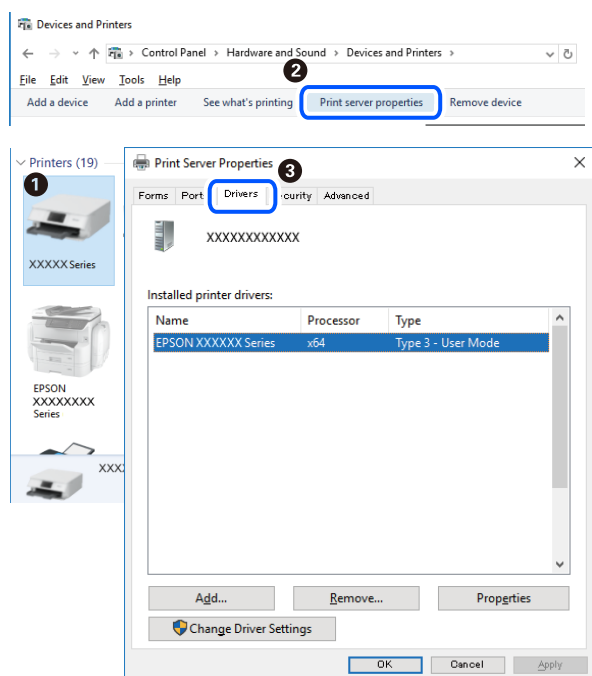 Devices and Printers
Control Panel > Hardware and Sound > Devices and Printers >
2
File Edit View Tools Help
Add a device Add a printer See what's printing Print server properties Remove device
Printers (19)
1
XXXXX Series
EPSON
XXXXXXXX
Series
XXX
Print Server Properties
3
Forms Port Drivers curity Advanced
XXXXXXXXXXXX
Installed printer drivers:
Name Processor Type
EPSON XXXXXX Series x64 Type 3 - User Mode
Add... Remove... Properties
Change Driver Settings
OK Cancel Apply